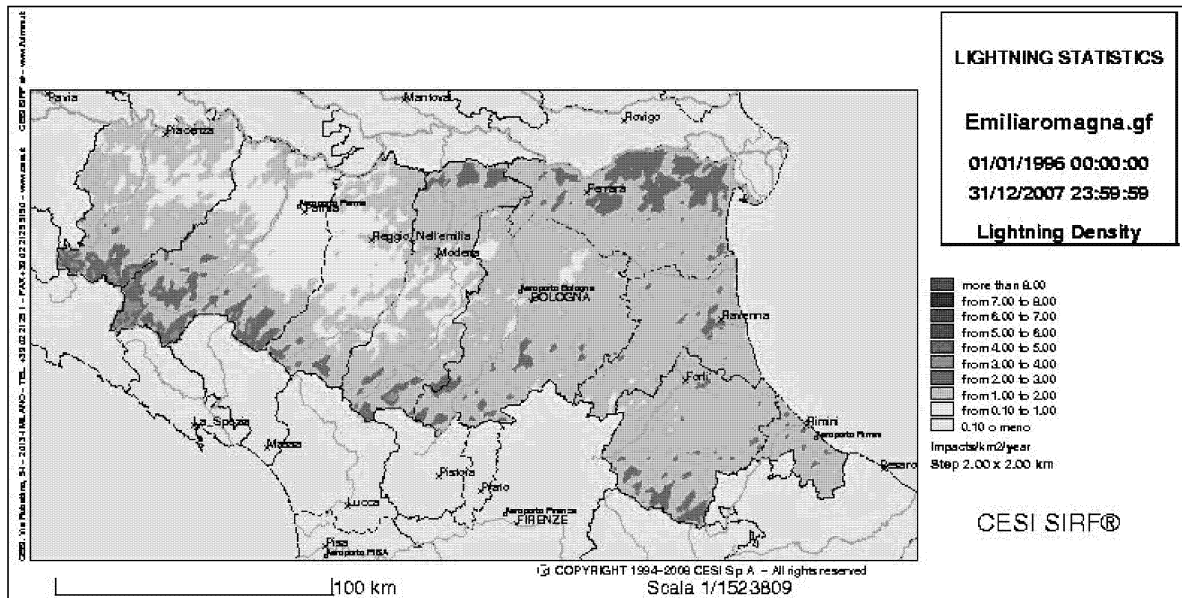 LIGHTNING STATISTICS
Emiliaromagna.gf
01/01/1996 00:00:00
31/12/2007 23:59:59
Lightning Density
Pavia
Mantova
Rovigo
Piacenza
Ferrara
Aeroporto Parma
Parma
Reggio_Nell'emilia
Modena
Aeroporto Bologna
BOLOGNA
Ravenna
Forlì
La_Spezia
Massa
Rimini
Aeroporto Rimini
Pesaro
Pistoia
Prato
Lucca
Aeroporto Firenze
FIRENZE
Pisa
Aeroporto PISA
more than 8.00
from 7.00 to 8.00
from 6.00 to 7.00
from 5.00 to 6.00
from 4.00 to 5.00
from 3.00 to 4.00
from 2.00 to 3.00
from 1.00 to 2.00
from 0.10 to 1.00
0.10 o meno
Impacts/km2/year
Step 2.00 x 2.00 km
CESI SIRF®
© COPYRIGHT 1994-2008 CESI S.p.A. - All rights reserved
100 km
Scala 1/1523809